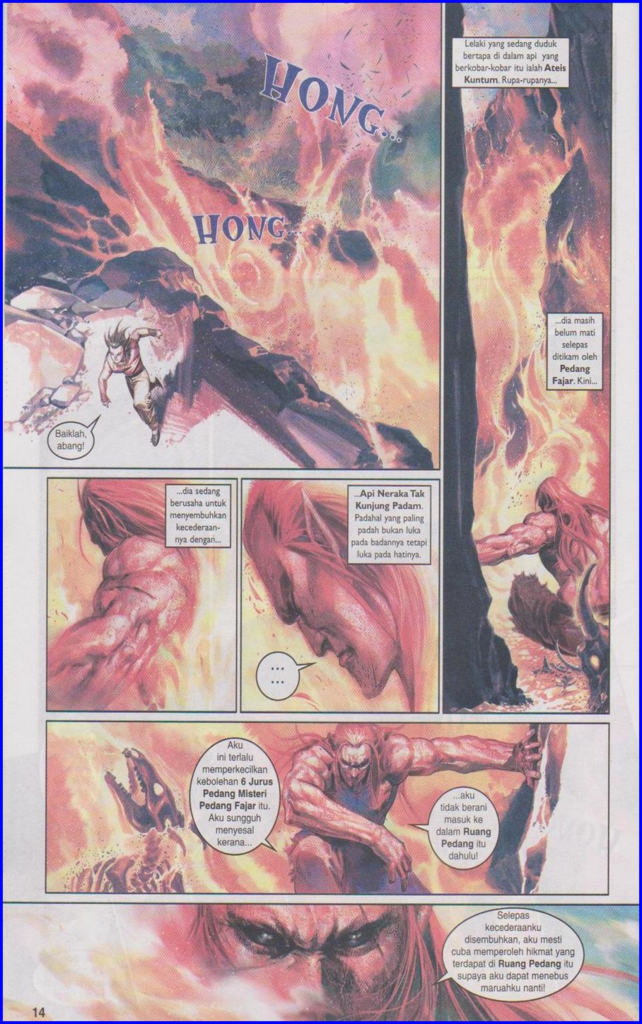 HONG...
HONG...
Baiklah,
abang!
Lelaki yang sedang duduk
bertapa di dalam api yang
berkobar-kobar itu ialah Ateis
Kuntum. Rupa-rupanya...
...dia masih
belum mati
selepas
ditikam oleh
Pedang
Fajar. Kini...
...dia sedang
berusaha untuk
menyembuhkan
kecederaan-
nya dengan...
...Api Neraka Tak
Kunjung Padam.
Padahal yang paling
padah bukan luka
pada badannya tetapi
luka pada hatinya.
...
...
Aku
ini terlalu
memperkecilkan
kebolehan 6 Jurus
Pedang Misteri
Pedang Fajar itu.
Aku sungguh
menyesal
kerana...
...aku
tidak berani
masuk ke
dalam Ruang
Pedang itu
dahulu!
Selepas
kecederaanku
disembuhkan, aku mesti
cuba memperoleh hikmat yang
terdapat di Ruang Pedang itu
supaya aku dapat menebus
maruahku nanti!
14